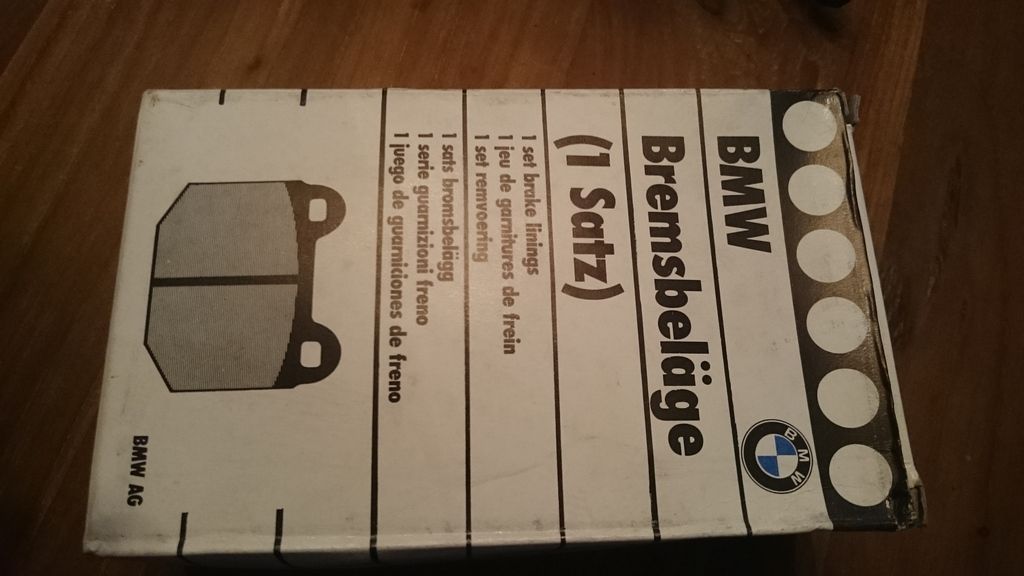 BMW
BMW
Bremsbeläge
(1 Satz)
1 set brake linings
1 jeu de garnitures de frein
1 set remvoering
1 sats bromsbelägg
1 serie guarnizioni freno
1 juego de guarniciones de freno
BMW AG